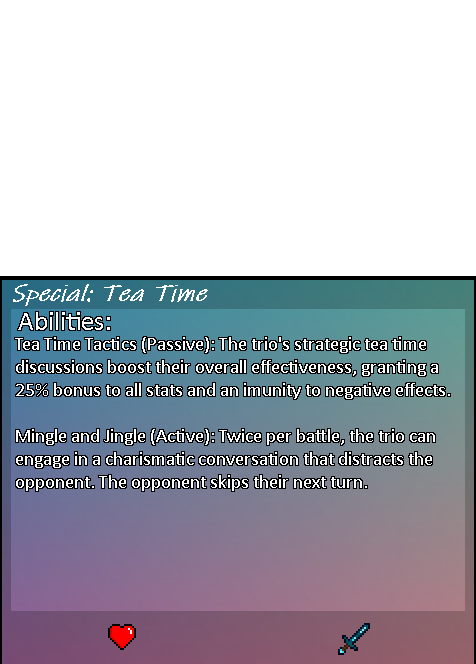 Special: Tea Time
Abilities:
Tea Time Tactics (Passive): The trio's strategic tea time
discussions boost their overall effectiveness, granting a
25% bonus to all stats and an imunity to negative effects.
Mingle and Jingle (Active): Twice per battle, the trio can
engage in a charismatic conversation that distracts the
opponent. The opponent skips their next turn.